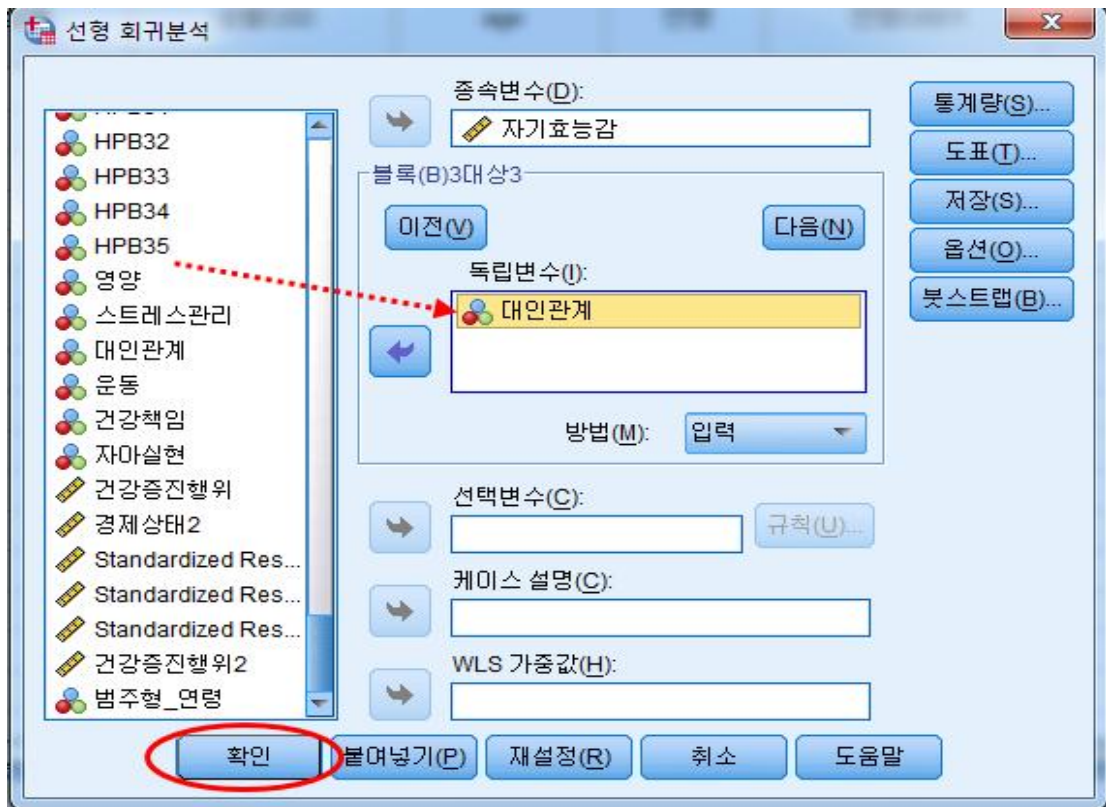 선형 회귀분석
HPB32
HPB33
HPB34
HPB35
영양
스트레스관리
대인관계
운동
건강책임
자아실현
건강증진행위
경제상태2
Standardized Res...
Standardized Res...
Standardized Res...
건강증진행위2
범주형_연령
종속변수(D):
자기효능감
블록(B)3대상3
이전(V)
다음(N)
독립변수(I):
대인관계
방법(M): 입력
선택변수(C):
규칙(U)...
케이스 설명(C):
WLS 가중값(H):
통계량(S)...
도표(T)...
저장(S)...
옵션(O)...
붓스트랩(B)...
확인
붙여넣기(P)
재설정(R)
취소
도움말